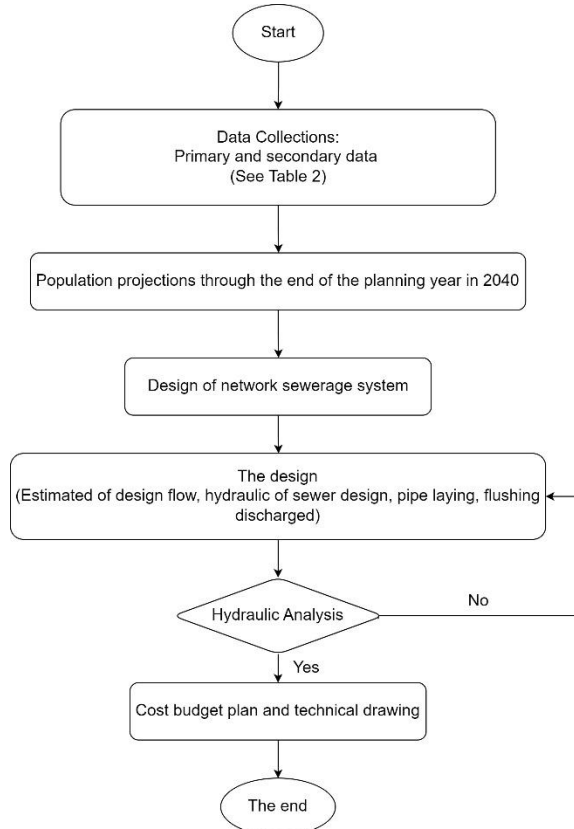 Start
Data Collections:
Primary and secondary data
(See Table 2)
Population projections through the end of the planning year in 2040
Design of network sewerage system
The design
(Estimated of design flow, hydraulic of sewer design, pipe laying, flushing
discharged)
Hydraulic Analysis
No
Yes
Cost budget plan and technical drawing
The end